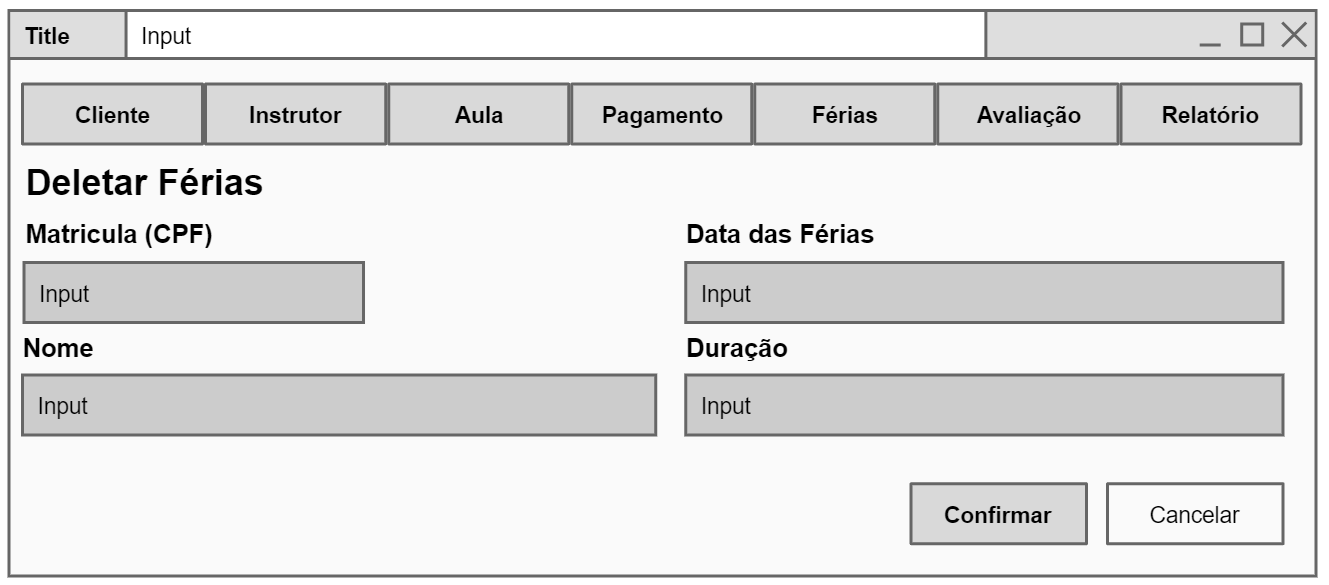 Title Input
Cliente Instrutor Aula Pagamento Férias Avaliação Relatório
Deletar Férias
Matricula (CPF) Data das Férias
Input Input
Nome Duração
Input Input
Confirmar Cancelar